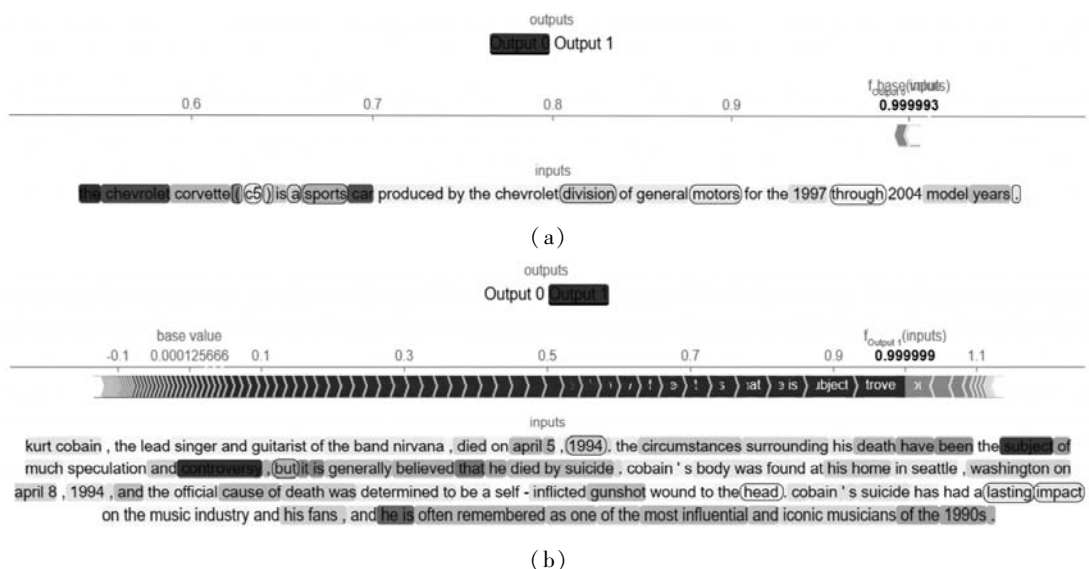 outputs
Output 0 Output 1
0.6 0.7 0.8 0.9 0.999993
inputs
the chevrolet corvette ( c5 ) is a sports car produced by the chevrolet division of general motors for the 1997 through 2004 model years .
(a)
outputs
Output 0 Output 1
base value f Output 1 (inputs)
-0.1 0.000125666 0.1 0.3 0.5 0.7 0.9 0.999999 1.1
at e is ubject trove
inputs
kurt cobain , the lead singer and guitarist of the band nirvana , died on april 5 , 1994 . the circumstances surrounding his death have been the subject of
much speculation and controversy , but it is generally believed that he died by suicide . cobain ' s body was found at his home in seattle , washington on
april 8 , 1994 , and the official cause of death was determined to be a self - inflicted gunshot wound to the head . cobain ' s suicide has had a lasting impact
on the music industry and his fans , and he is often remembered as one of the most influential and iconic musicians of the 1990s .
(b)